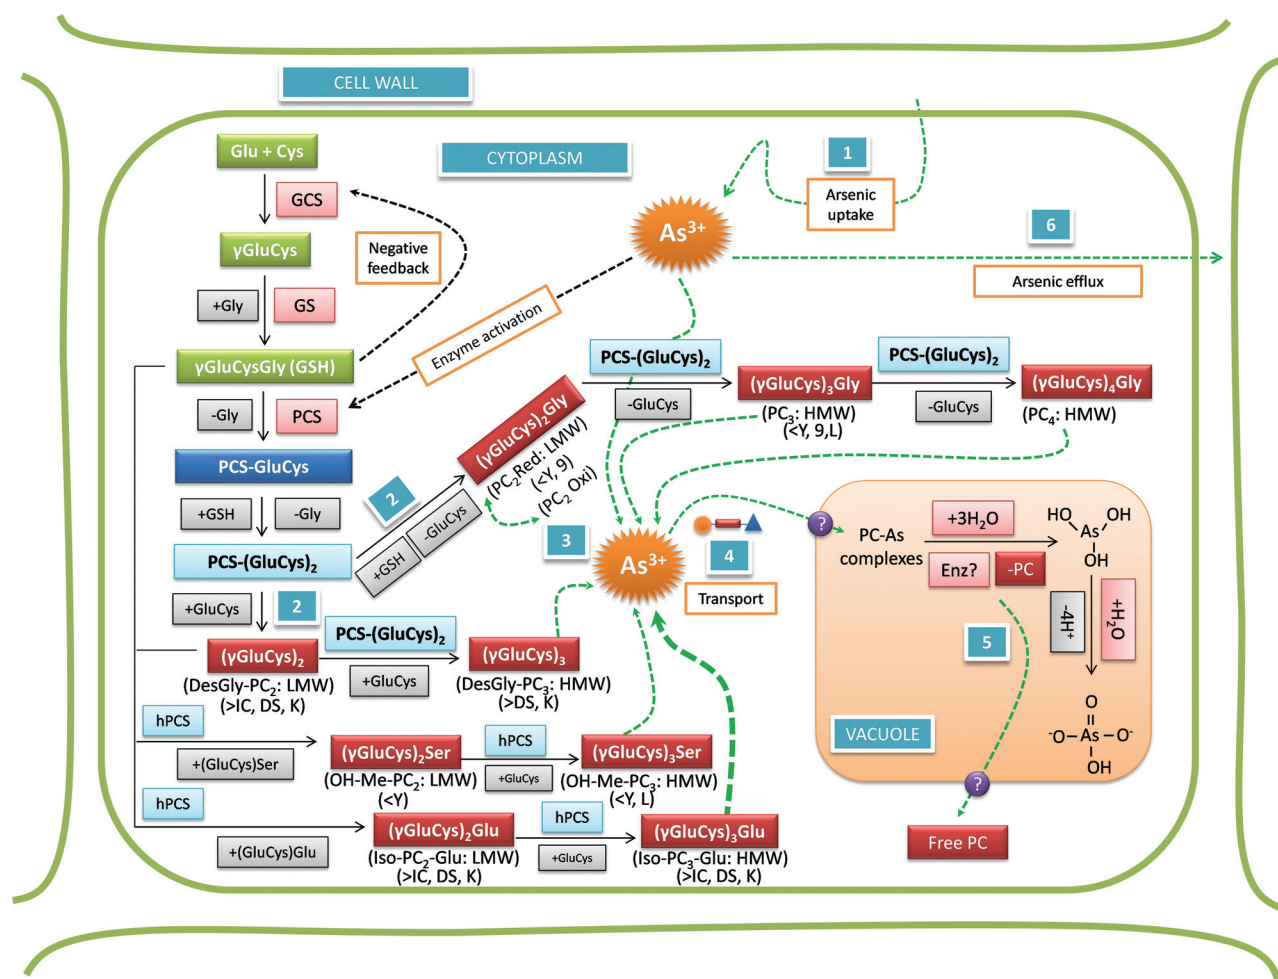 CELL WALL
CYTOPLASM
Glu + Cys
GCS
γGluCys
Negative
feedback
+Gly
GS
γGluCysGly (GSH)
-Gly
PCS
PCS-GluCys
+GSH
-Gly
PCS-(GluCys)₂
+GluCys
2
(γGluCys)₂
(DesGly-PC₂: LMW)
(>IC, DS, K)
PCS-(GluCys)₂
+GluCys
(γGluCys)₃
(DesGly-PC₃: HMW)
(>DS, K)
hPCS
+(GluCys)Ser
(γGluCys)₂Ser
(OH-Me-PC₂: LMW)
(<Y)
hPCS
+GluCys
(γGluCys)₃Ser
(OH-Me-PC₃: HMW)
(<Y, L)
hPCS
+(GluCys)Glu
(γGluCys)₂Glu
(Iso-PC₂-Glu: LMW)
(>IC, DS, K)
hPCS
+GluCys
(γGluCys)₃Glu
(Iso-PC₃-Glu: HMW)
(>IC, DS, K)
Enzyme activation
2
+GSH
-GluCys
(γGluCys)₂Gly
(PC₂Red: LMW)
(<Y, 9)
(PC₂ Oxi)
3
As³⁺
1
Arsenic
uptake
6
Arsenic efflux
PCS-(GluCys)₂
-GluCys
(γGluCys)₃Gly
(PC₃: HMW)
(<Y, 9,L)
PCS-(GluCys)₂
-GluCys
(γGluCys)₄Gly
(PC₄: HMW)
As³⁺
4
Transport
?
PC-As
complexes
+3H₂O
Enz?
-PC
HO
OH
As
OH
-4H⁺
+H₂O
5
O
⁻O-As-O⁻
OH
VACUOLE
?
Free PC